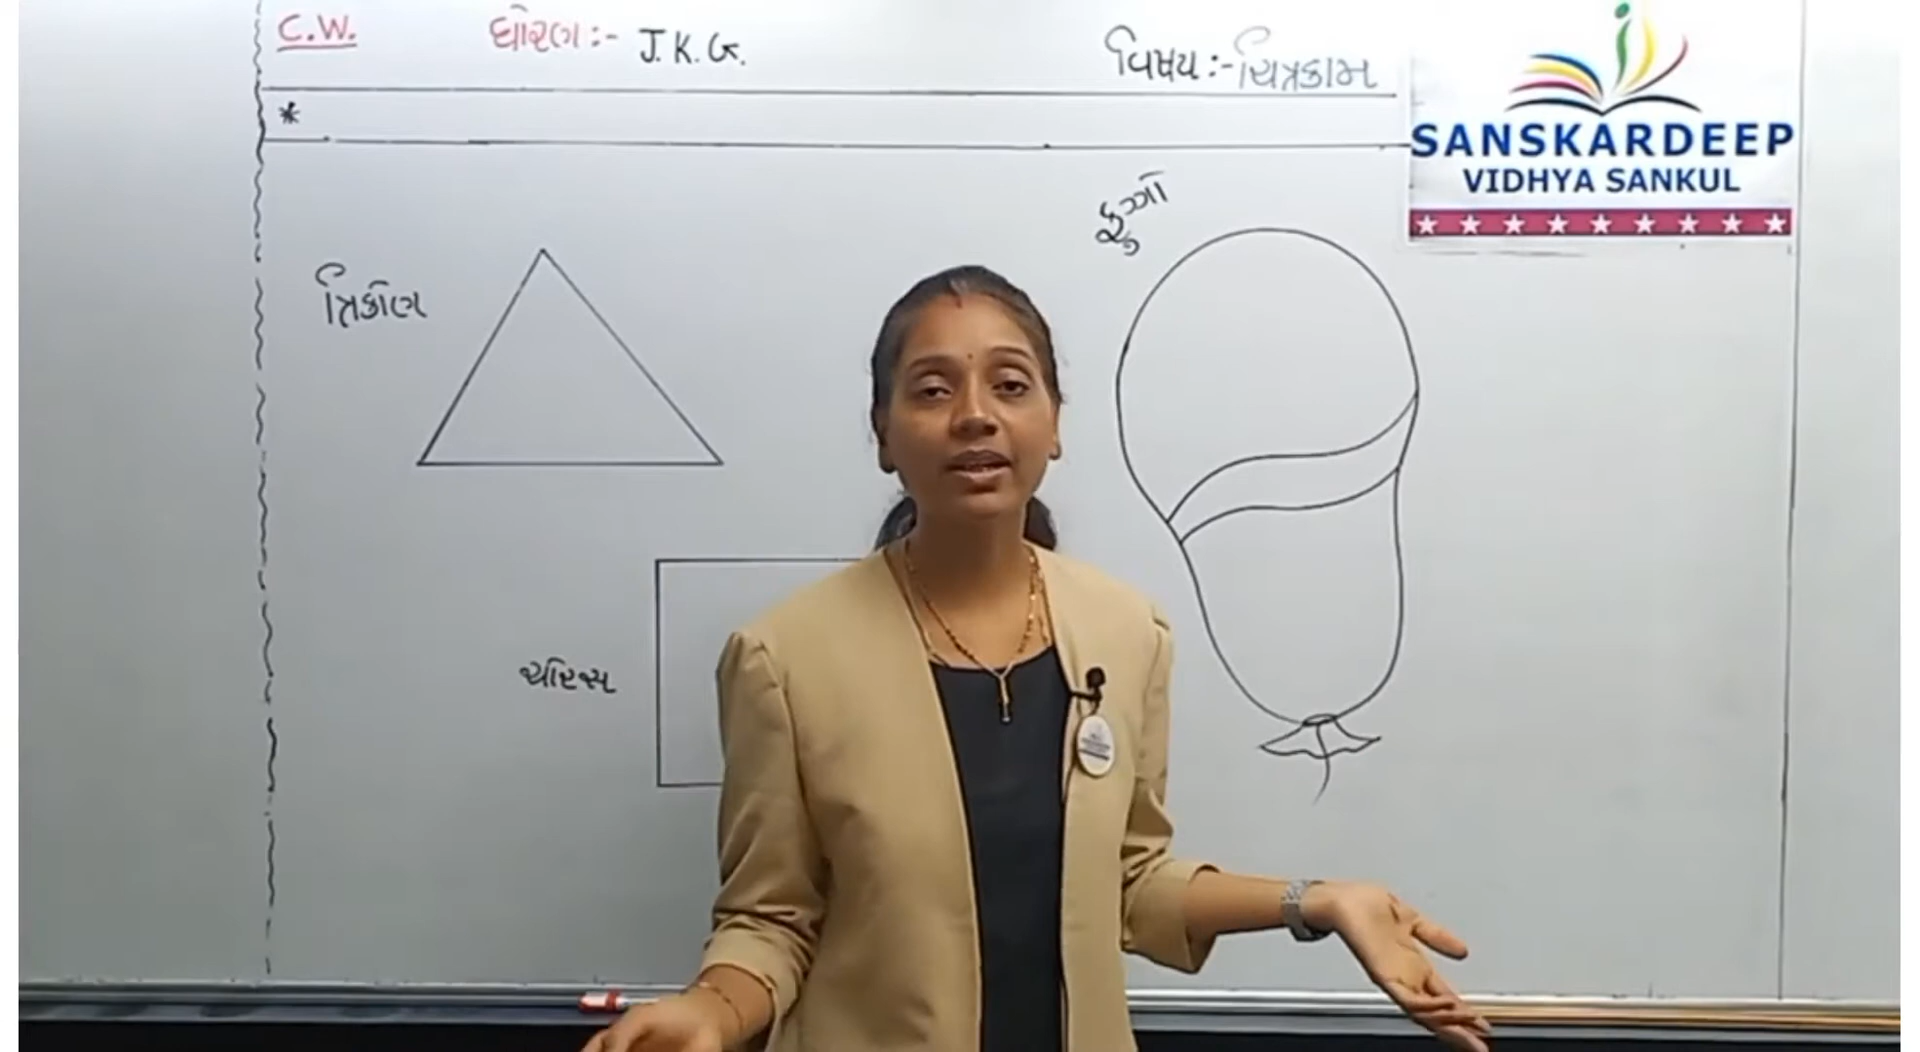 C.W. ધોરણ :- J.K.G. વિષય :- ચિત્રકામ
*
SANSKARDEEP
VIDHYA SANKUL
ફુગ્ગો
ત્રિકોણ
ચોરસ